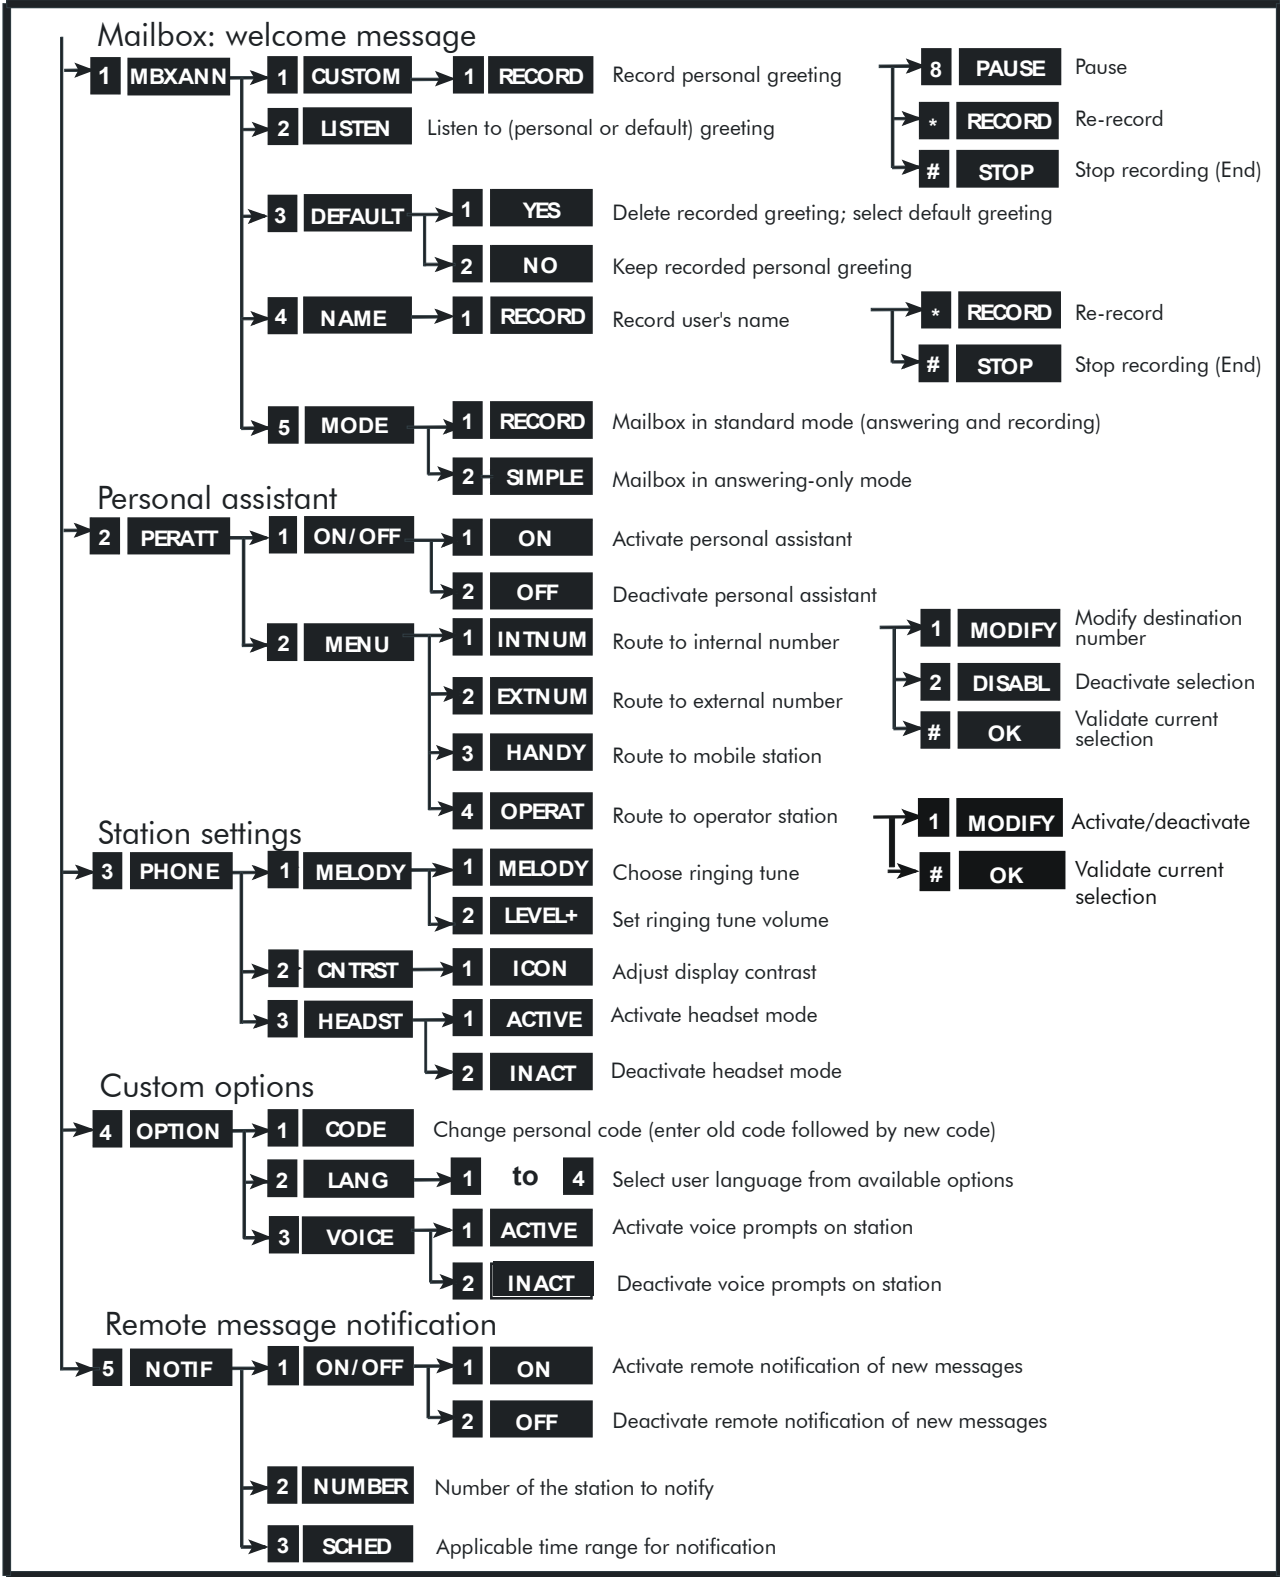 Mailbox: welcome message
1 MBXANN 1 CUSTOM 1 RECORD Record personal greeting 8 PAUSE Pause
* RECORD Re-record
# STOP Stop recording (End)
2 LISTEN Listen to (personal or default) greeting
3 DEFAULT 1 YES Delete recorded greeting; select default greeting
2 NO Keep recorded personal greeting
4 NAME 1 RECORD Record user's name * RECORD Re-record
# STOP Stop recording (End)
5 MODE 1 RECORD Mailbox in standard mode (answering and recording)
2 SIMPLE Mailbox in answering-only mode
Personal assistant
2 PERATT 1 ON/OFF 1 ON Activate personal assistant
2 OFF Deactivate personal assistant
2 MENU 1 INTNUM Route to internal number 1 MODIFY Modify destination
number
2 EXTNUM Route to external number 2 DISABL Deactivate selection
3 HANDY Route to mobile station # OK Validate current
selection
4 OPERAT Route to operator station 1 MODIFY Activate/deactivate
# OK Validate current
selection
Station settings
3 PHONE 1 MELODY 1 MELODY Choose ringing tune
2 LEVEL+ Set ringing tune volume
2 CNTRST 1 ICON Adjust display contrast
3 HEADST 1 ACTIVE Activate headset mode
2 INACT Deactivate headset mode
Custom options
4 OPTION 1 CODE Change personal code (enter old code followed by new code)
2 LANG 1 to 4 Select user language from available options
3 VOICE 1 ACTIVE Activate voice prompts on station
2 INACT Deactivate voice prompts on station
Remote message notification
5 NOTIF 1 ON/OFF 1 ON Activate remote notification of new messages
2 OFF Deactivate remote notification of new messages
2 NUMBER Number of the station to notify
3 SCHED Applicable time range for notification